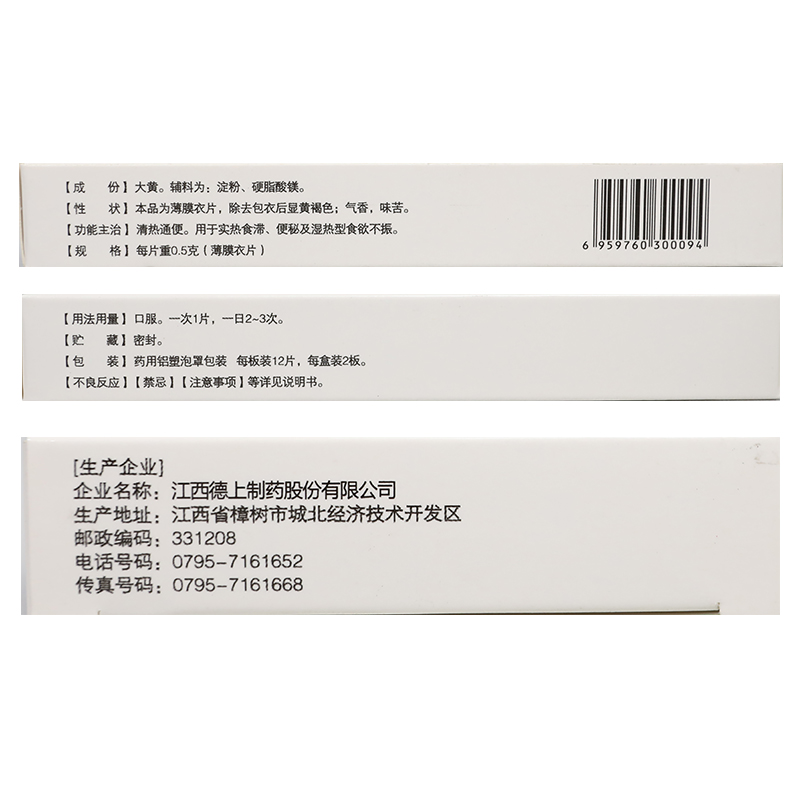 【成　份】大黄。辅料为：淀粉、硬脂酸镁。
【性　状】本品为薄膜衣片，除去包衣后显黄褐色；气香，味苦。
【功能主治】清热通便。用于实热食滞、便秘及湿热型食欲不振。
【规　格】每片重0.5克（薄膜衣片）
6 959760 300094
【用法用量】口服。一次1片，一日2~3次。
【贮　藏】密封。
【包　装】药用铝塑泡罩包装 每板装12片，每盒装2板。
【不良反应】【禁忌】【注意事项】等详见说明书。
[生产企业]
企业名称：江西德上制药股份有限公司
生产地址：江西省樟树市城北经济技术开发区
邮政编码：331208
电话号码：0795-7161652
传真号码：0795-7161668